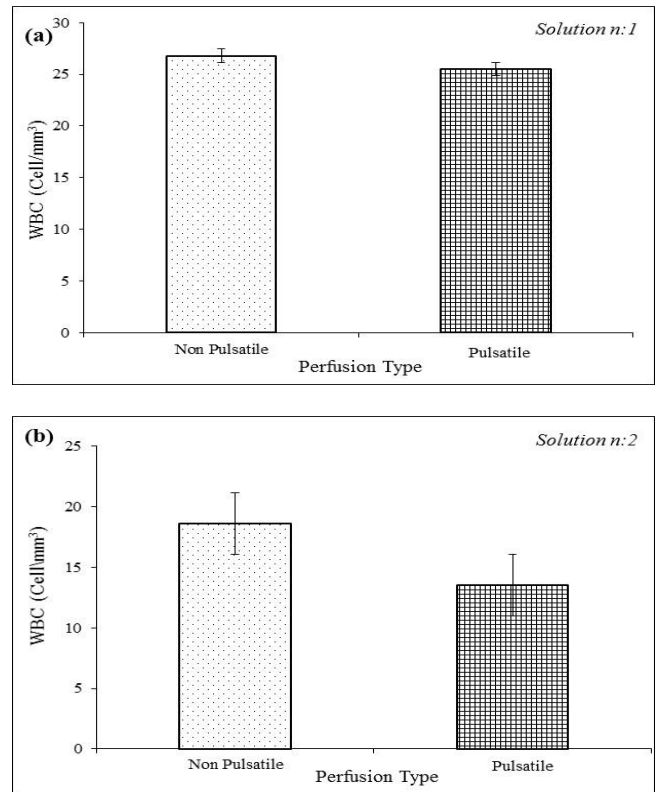 (a)
Solution n:1
30
25
20
15
10
5
0
WBC (Cell/mm³)
Non Pulsatile
Pulsatile
Perfusion Type
(b)
Solution n:2
25
20
15
10
5
0
WBC (Cell\mm³)
Non Pulsatile
Pulsatile
Perfusion Type